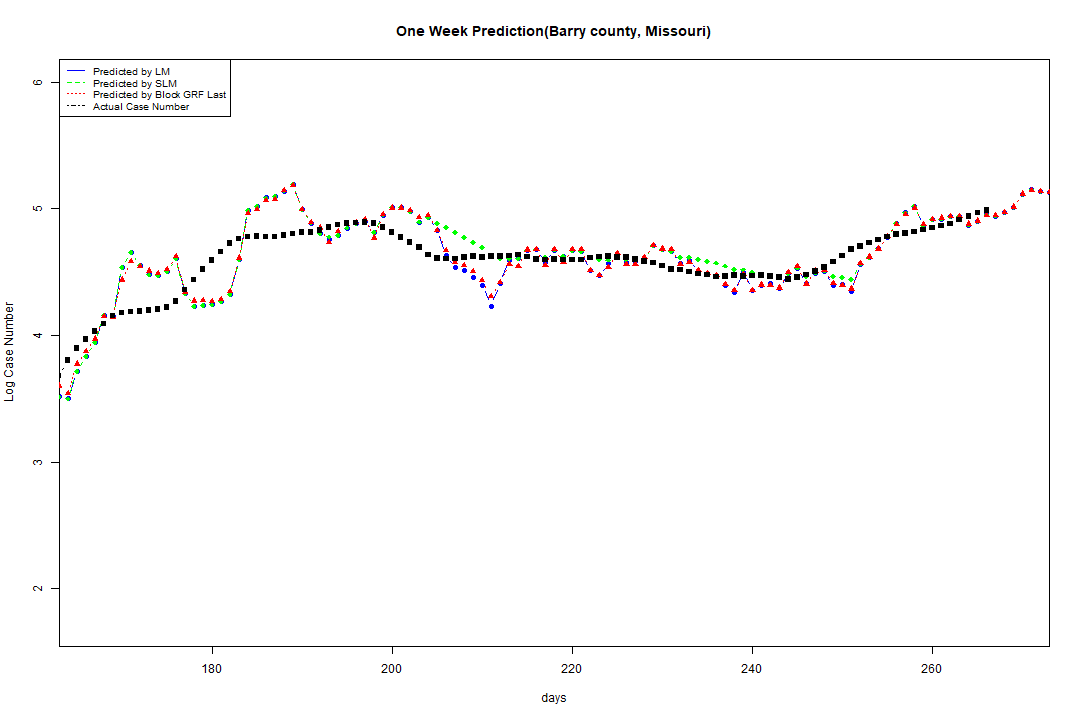 One Week Prediction(Barry county, Missouri)
Predicted by LM
Predicted by SLM
Predicted by Block GRF Last
Actual Case Number
6
5
4
3
2
Log Case Number
180 200 220 240 260
days